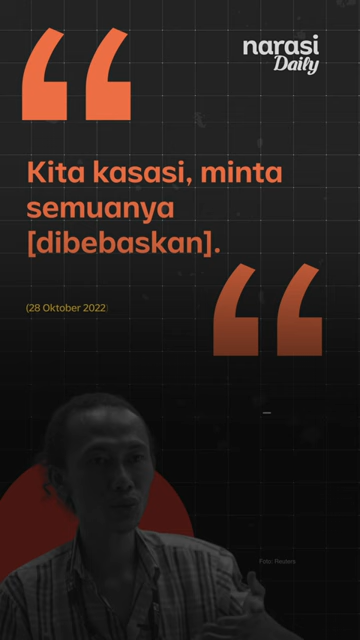 narasi
Daily
Kita kasasi, minta
semuanya
[dibebaskan].
(28 Oktober 2022)
Foto: Reuters